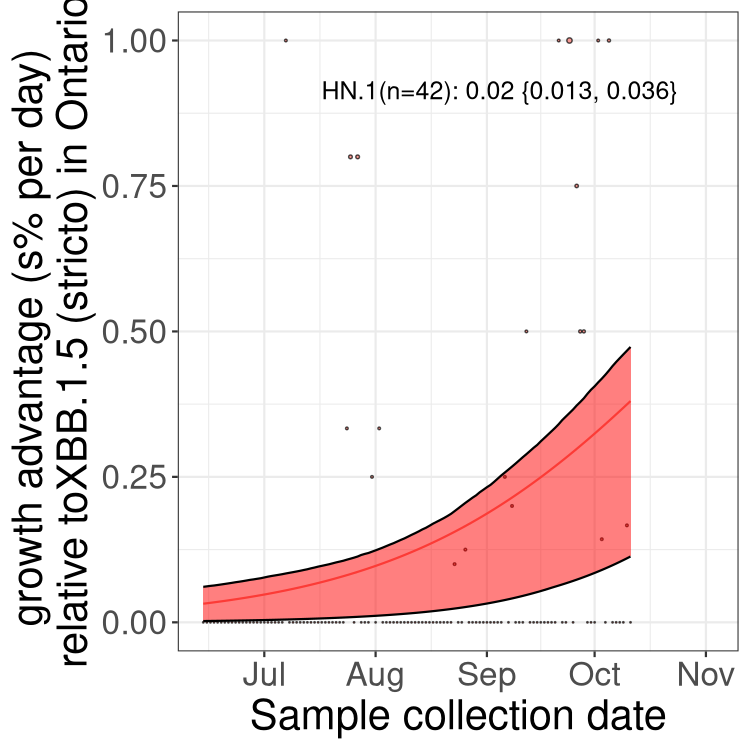 growth advantage (s% per day)
relative toXBB.1.5 (stricto) in Ontario
1.00
0.75
0.50
0.25
0.00
HN.1(n=42): 0.02 {0.013, 0.036}
Jul Aug Sep Oct Nov
Sample collection date